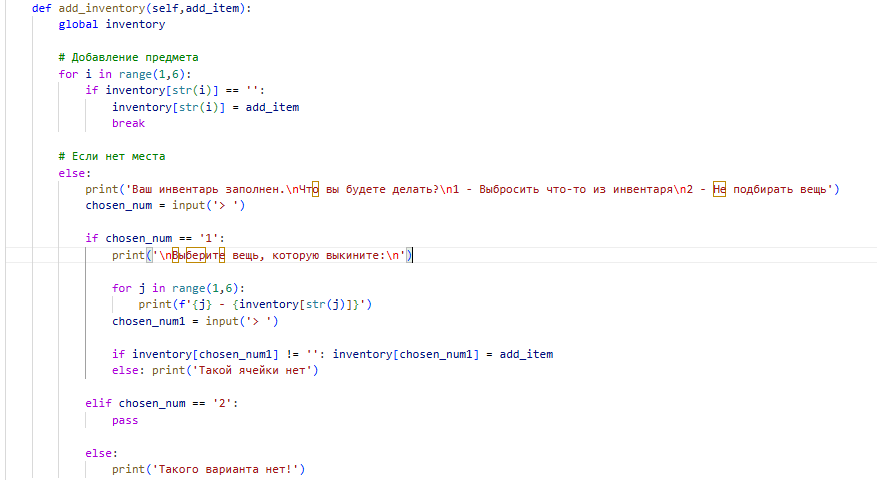 def add_inventory(self,add_item):
global inventory
# Добавление предмета
for i in range(1,6):
if inventory[str(i)] == '':
inventory[str(i)] = add_item
break
# Если нет места
else:
print('Ваш инвентарь заполнен.\nЧто вы будете делать?\n1 - Выбросить что-то из инвентаря\n2 - Не подбирать вещь')
chosen_num = input('> ')
if chosen_num == '1':
print('\nВыберите вещь, которую выкините:\n')
for j in range(1,6):
print(f'{j} - {inventory[str(j)]}')
chosen_num1 = input('> ')
if inventory[chosen_num1] != '': inventory[chosen_num1] = add_item
else: print('Такой ячейки нет')
elif chosen_num == '2':
pass
else:
print('Такого варианта нет!')